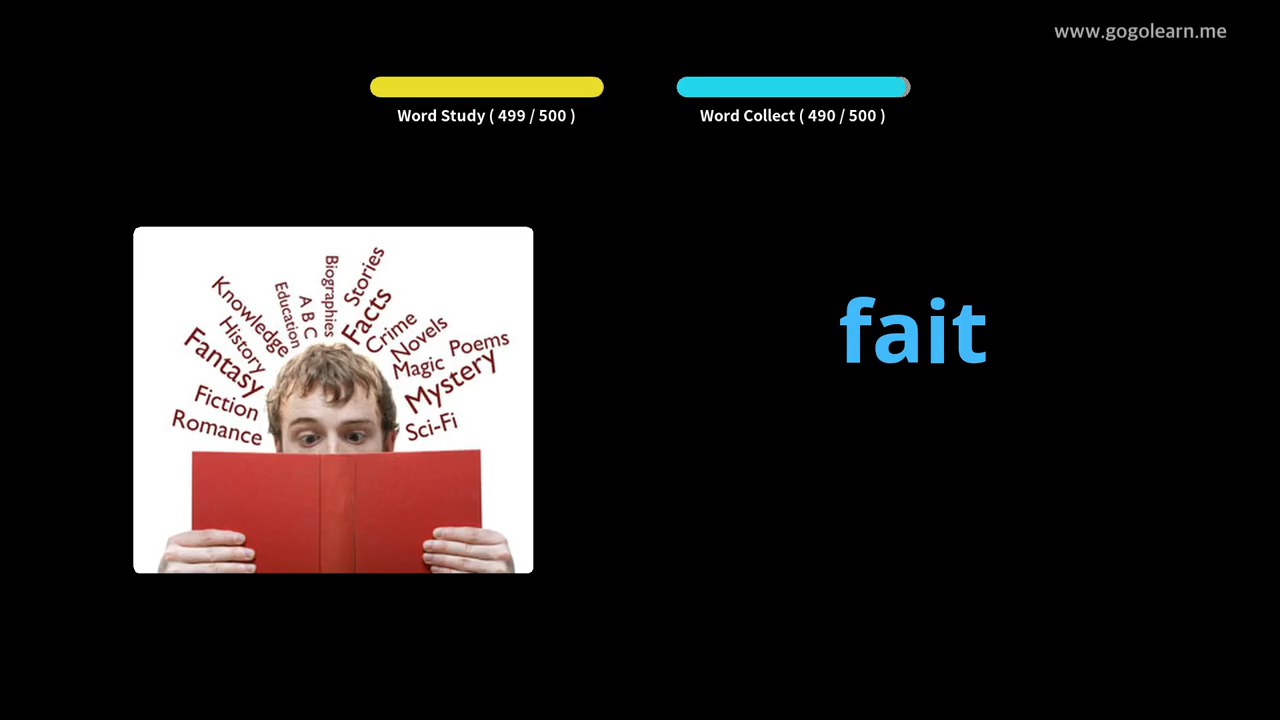 www.gogolearn.me
Word Study ( 499 / 500 )
Word Collect ( 490 / 500 )
Biographies
Stories
Education
A B C
Facts
Knowledge
Crime
History
Novels
Fantasy
Magic
Poems
Mystery
Fiction
Romance
Sci-Fi
fait